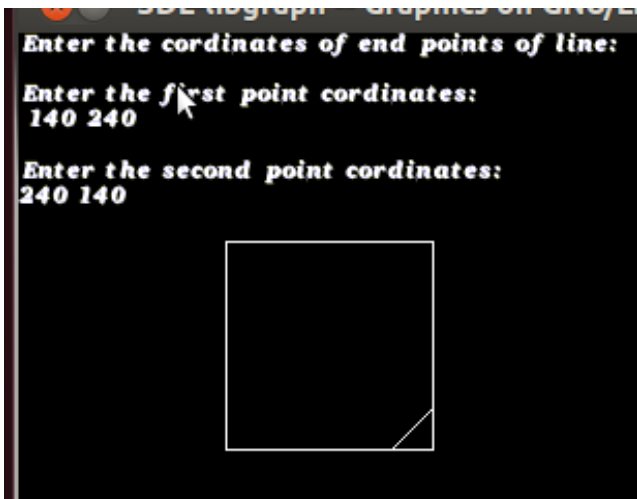 Enter the cordinates of end points of line:
Enter the first point cordinates:
140 240
Enter the second point cordinates:
240 140